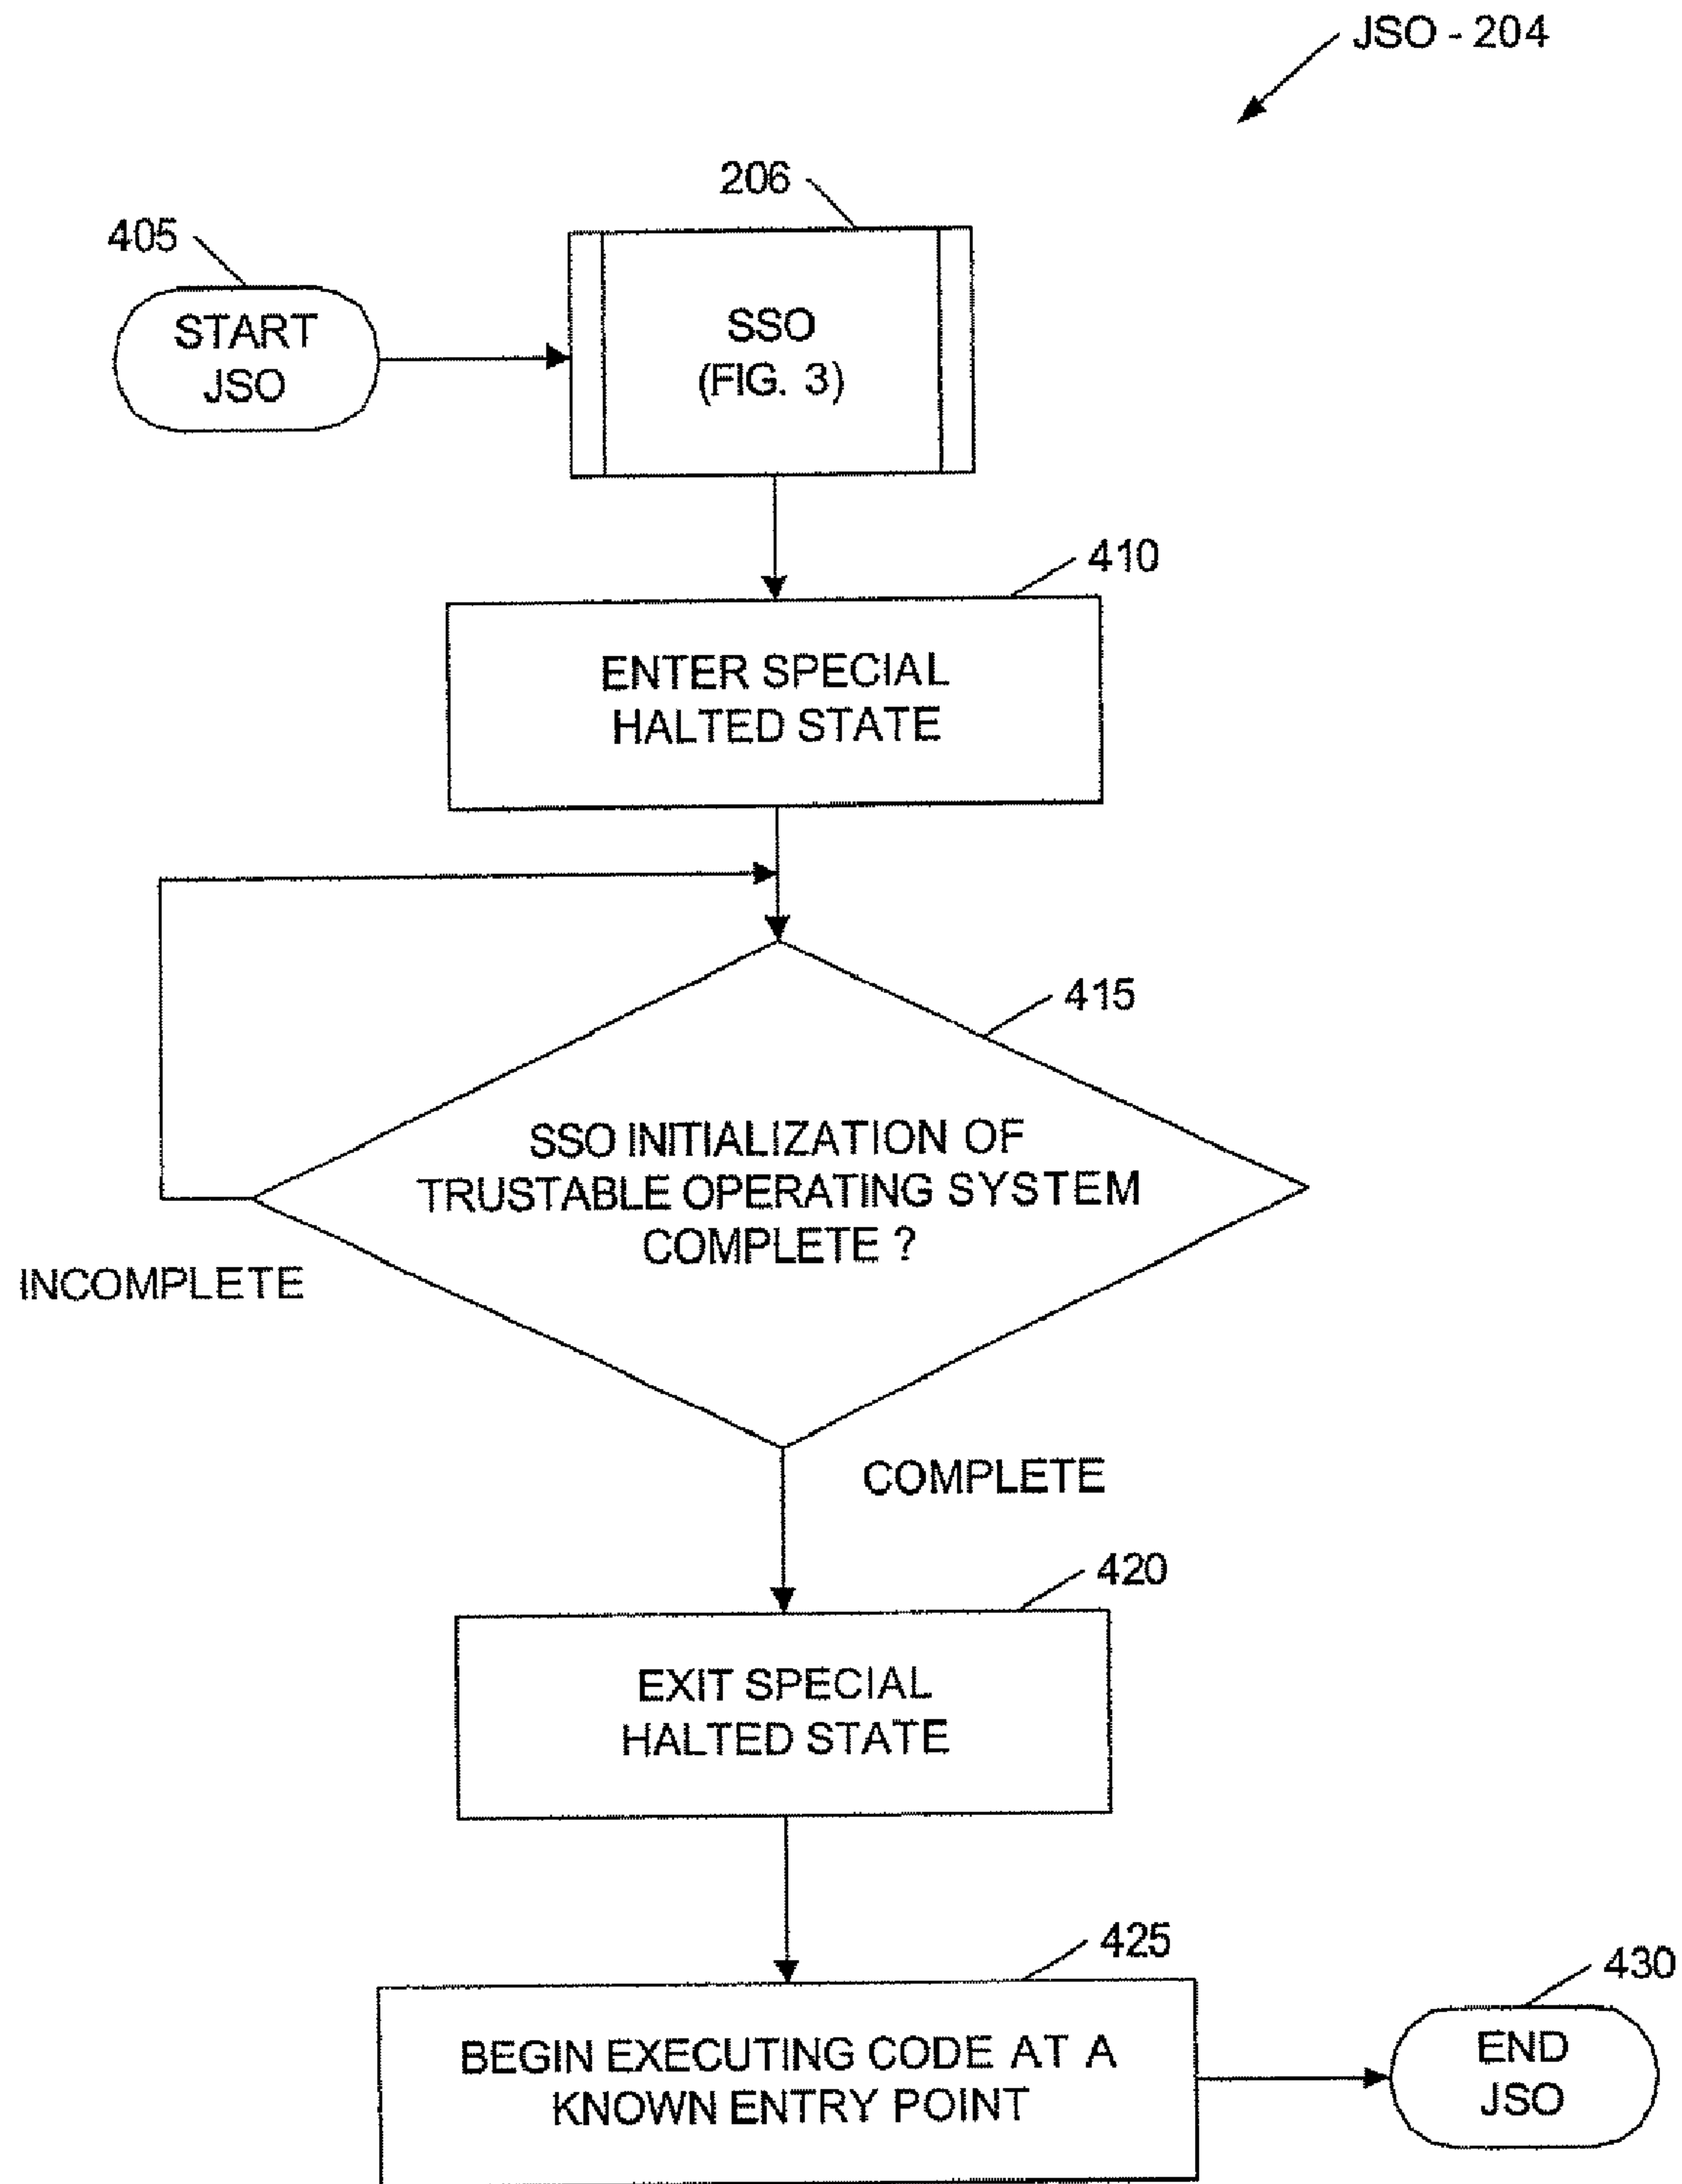 JSO - 204
206
405
START
JSO
SSO
(FIG. 3)
410
ENTER SPECIAL
HALTED STATE
415
SSO INITIALIZATION OF
TRUSTABLE OPERATING SYSTEM
COMPLETE ?
INCOMPLETE
COMPLETE
420
EXIT SPECIAL
HALTED STATE
425
BEGIN EXECUTING CODE AT A
KNOWN ENTRY POINT
430
END
JSO